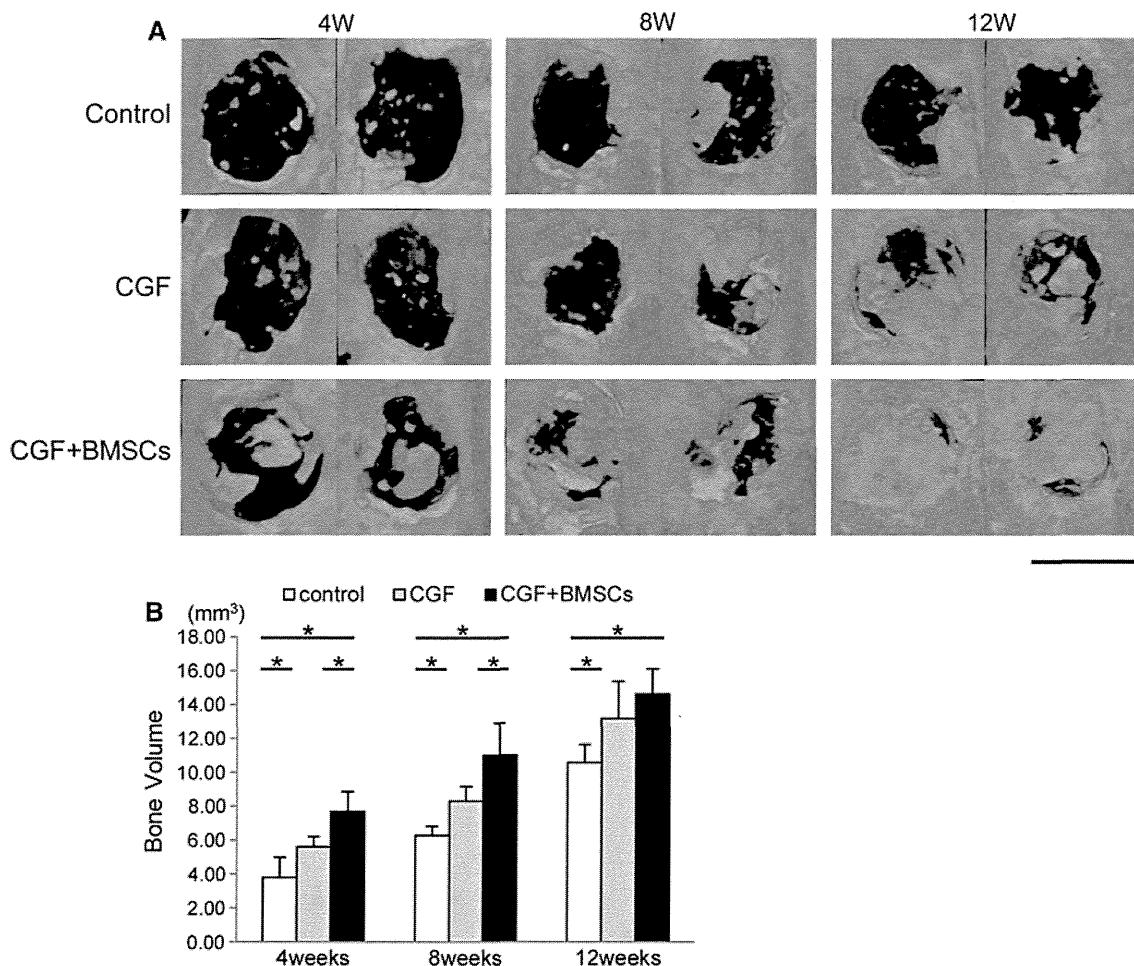 A 4W 8W 12W
Control
CGF
CGF+BMSCs
B (mm³) control CGF CGF+BMSCs
18.00 * * *
16.00 * * * * *
14.00
12.00
10.00
8.00
6.00
4.00
2.00
0.00
Bone Volume
4weeks 8weeks 12weeks